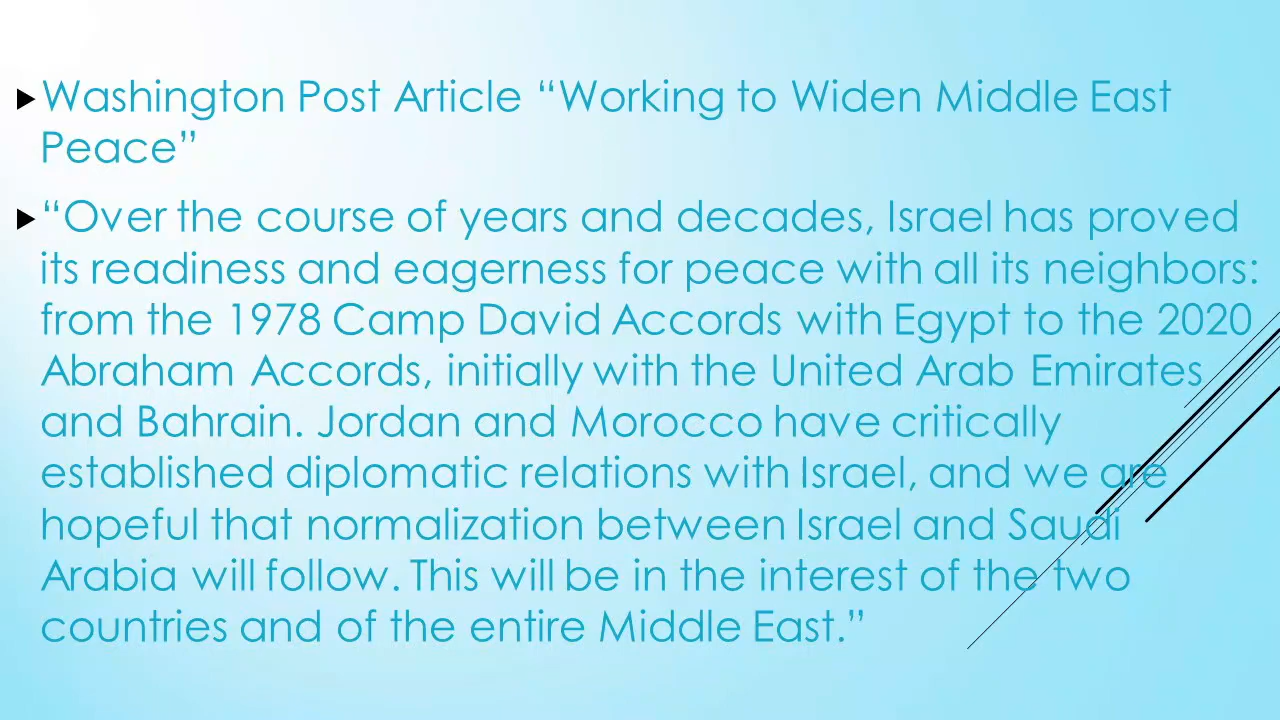 Washington Post Article “Working to Widen Middle East
Peace”
“Over the course of years and decades, Israel has proved
its readiness and eagerness for peace with all its neighbors:
from the 1978 Camp David Accords with Egypt to the 2020
Abraham Accords, initially with the United Arab Emirates
and Bahrain. Jordan and Morocco have critically
established diplomatic relations with Israel, and we are
hopeful that normalization between Israel and Saudi
Arabia will follow. This will be in the interest of the two
countries and of the entire Middle East.”